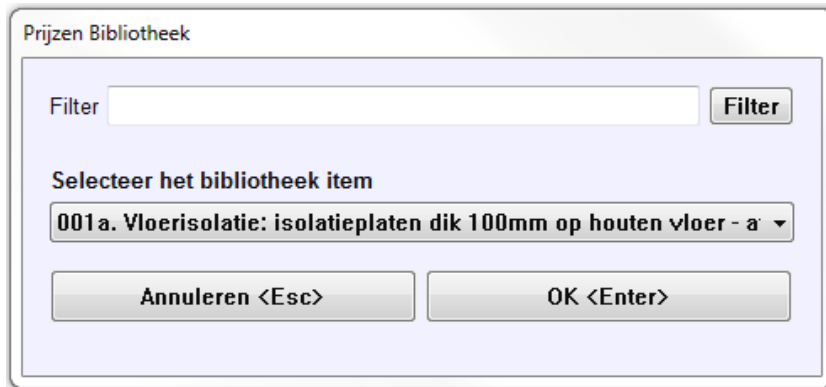 Prijzen Bibliotheek
Filter Filter
Selecteer het bibliotheek item
001a. Vloerisolatie: isolatieplaten dik 100mm op houten vloer -
Annuleren <Esc> OK <Enter>